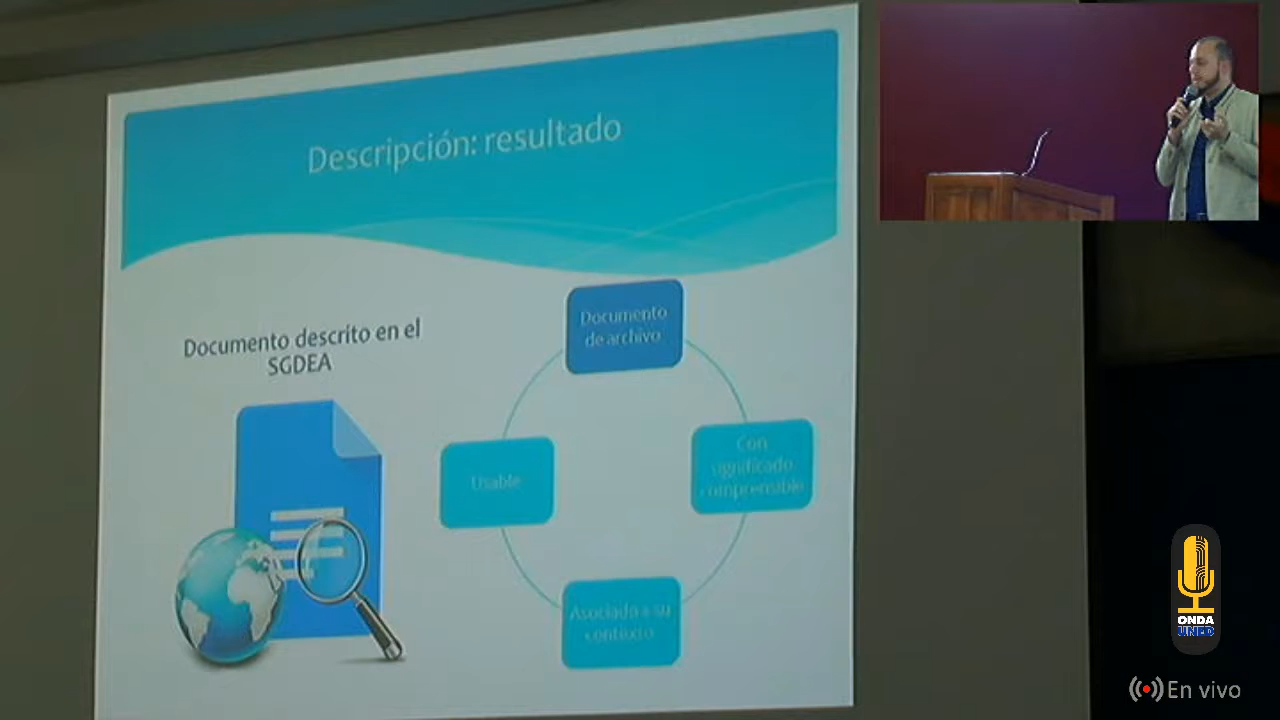 Descripción: resultado
Documento descrito en el
SGDEA
Documento
de archivo
Con
significado
comprensible
Asociado a su
contexto
Usable
ONDA
UNED
En vivo